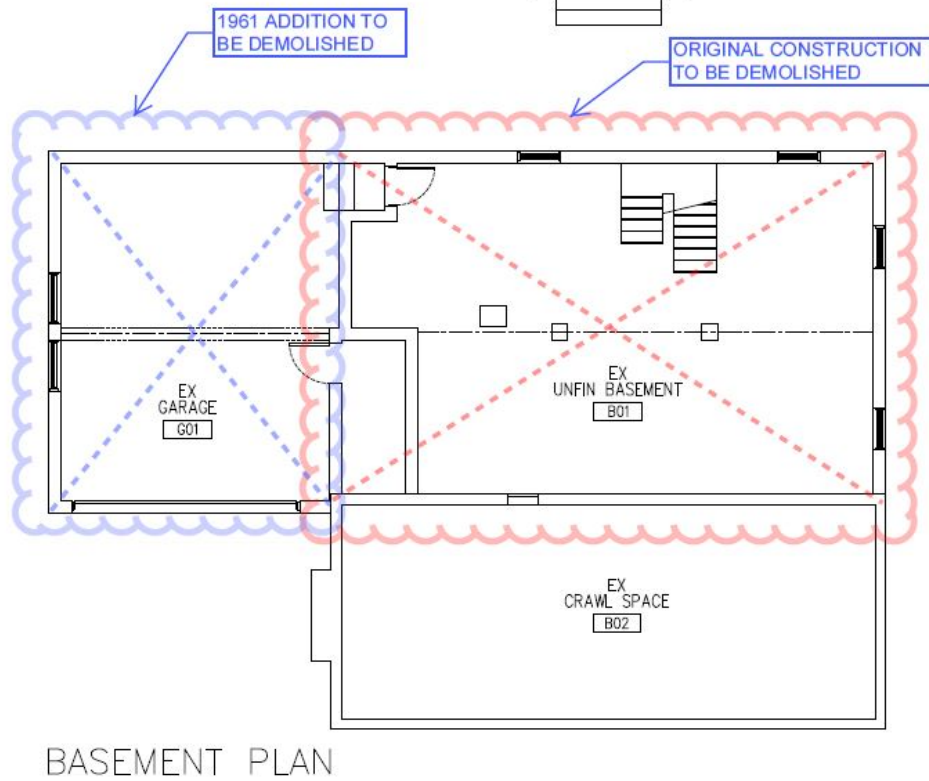 1961 ADDITION TO
BE DEMOLISHED
ORIGINAL CONSTRUCTION
TO BE DEMOLISHED
EX
GARAGE
G01
EX
UNFIN BASEMENT
B01
EX
CRAWL SPACE
B02
BASEMENT PLAN